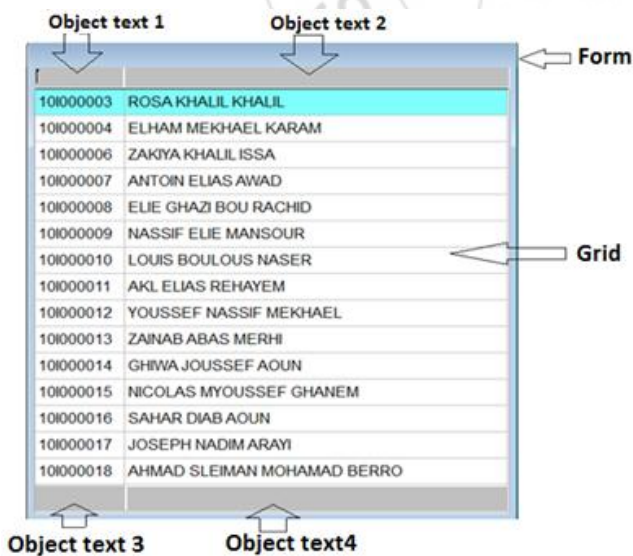 Object text 1
Object text 2
Form
10I000003 ROSA KHALIL KHALIL
10I000004 ELHAM MEKHAEL KARAM
10I000006 ZAKIYA KHALIL ISSA
10I000007 ANTOIN ELIAS AWAD
10I000008 ELIE GHAZI BOU RACHID
10I000009 NASSIF ELIE MANSOUR
10I000010 LOUIS BOULOUS NASER
Grid
10I000011 AKL ELIAS REHAYEM
10I000012 YOUSSEF NASSIF MEKHAEL
10I000013 ZAINAB ABAS MERHI
10I000014 GHIWA JOUSSEF AOUN
10I000015 NICOLAS MYOUSSEF GHANEM
10I000016 SAHAR DIAB AOUN
10I000017 JOSEPH NADIM ARAYI
10I000018 AHMAD SLEIMAN MOHAMAD BERRO
Object text 3
Object text4